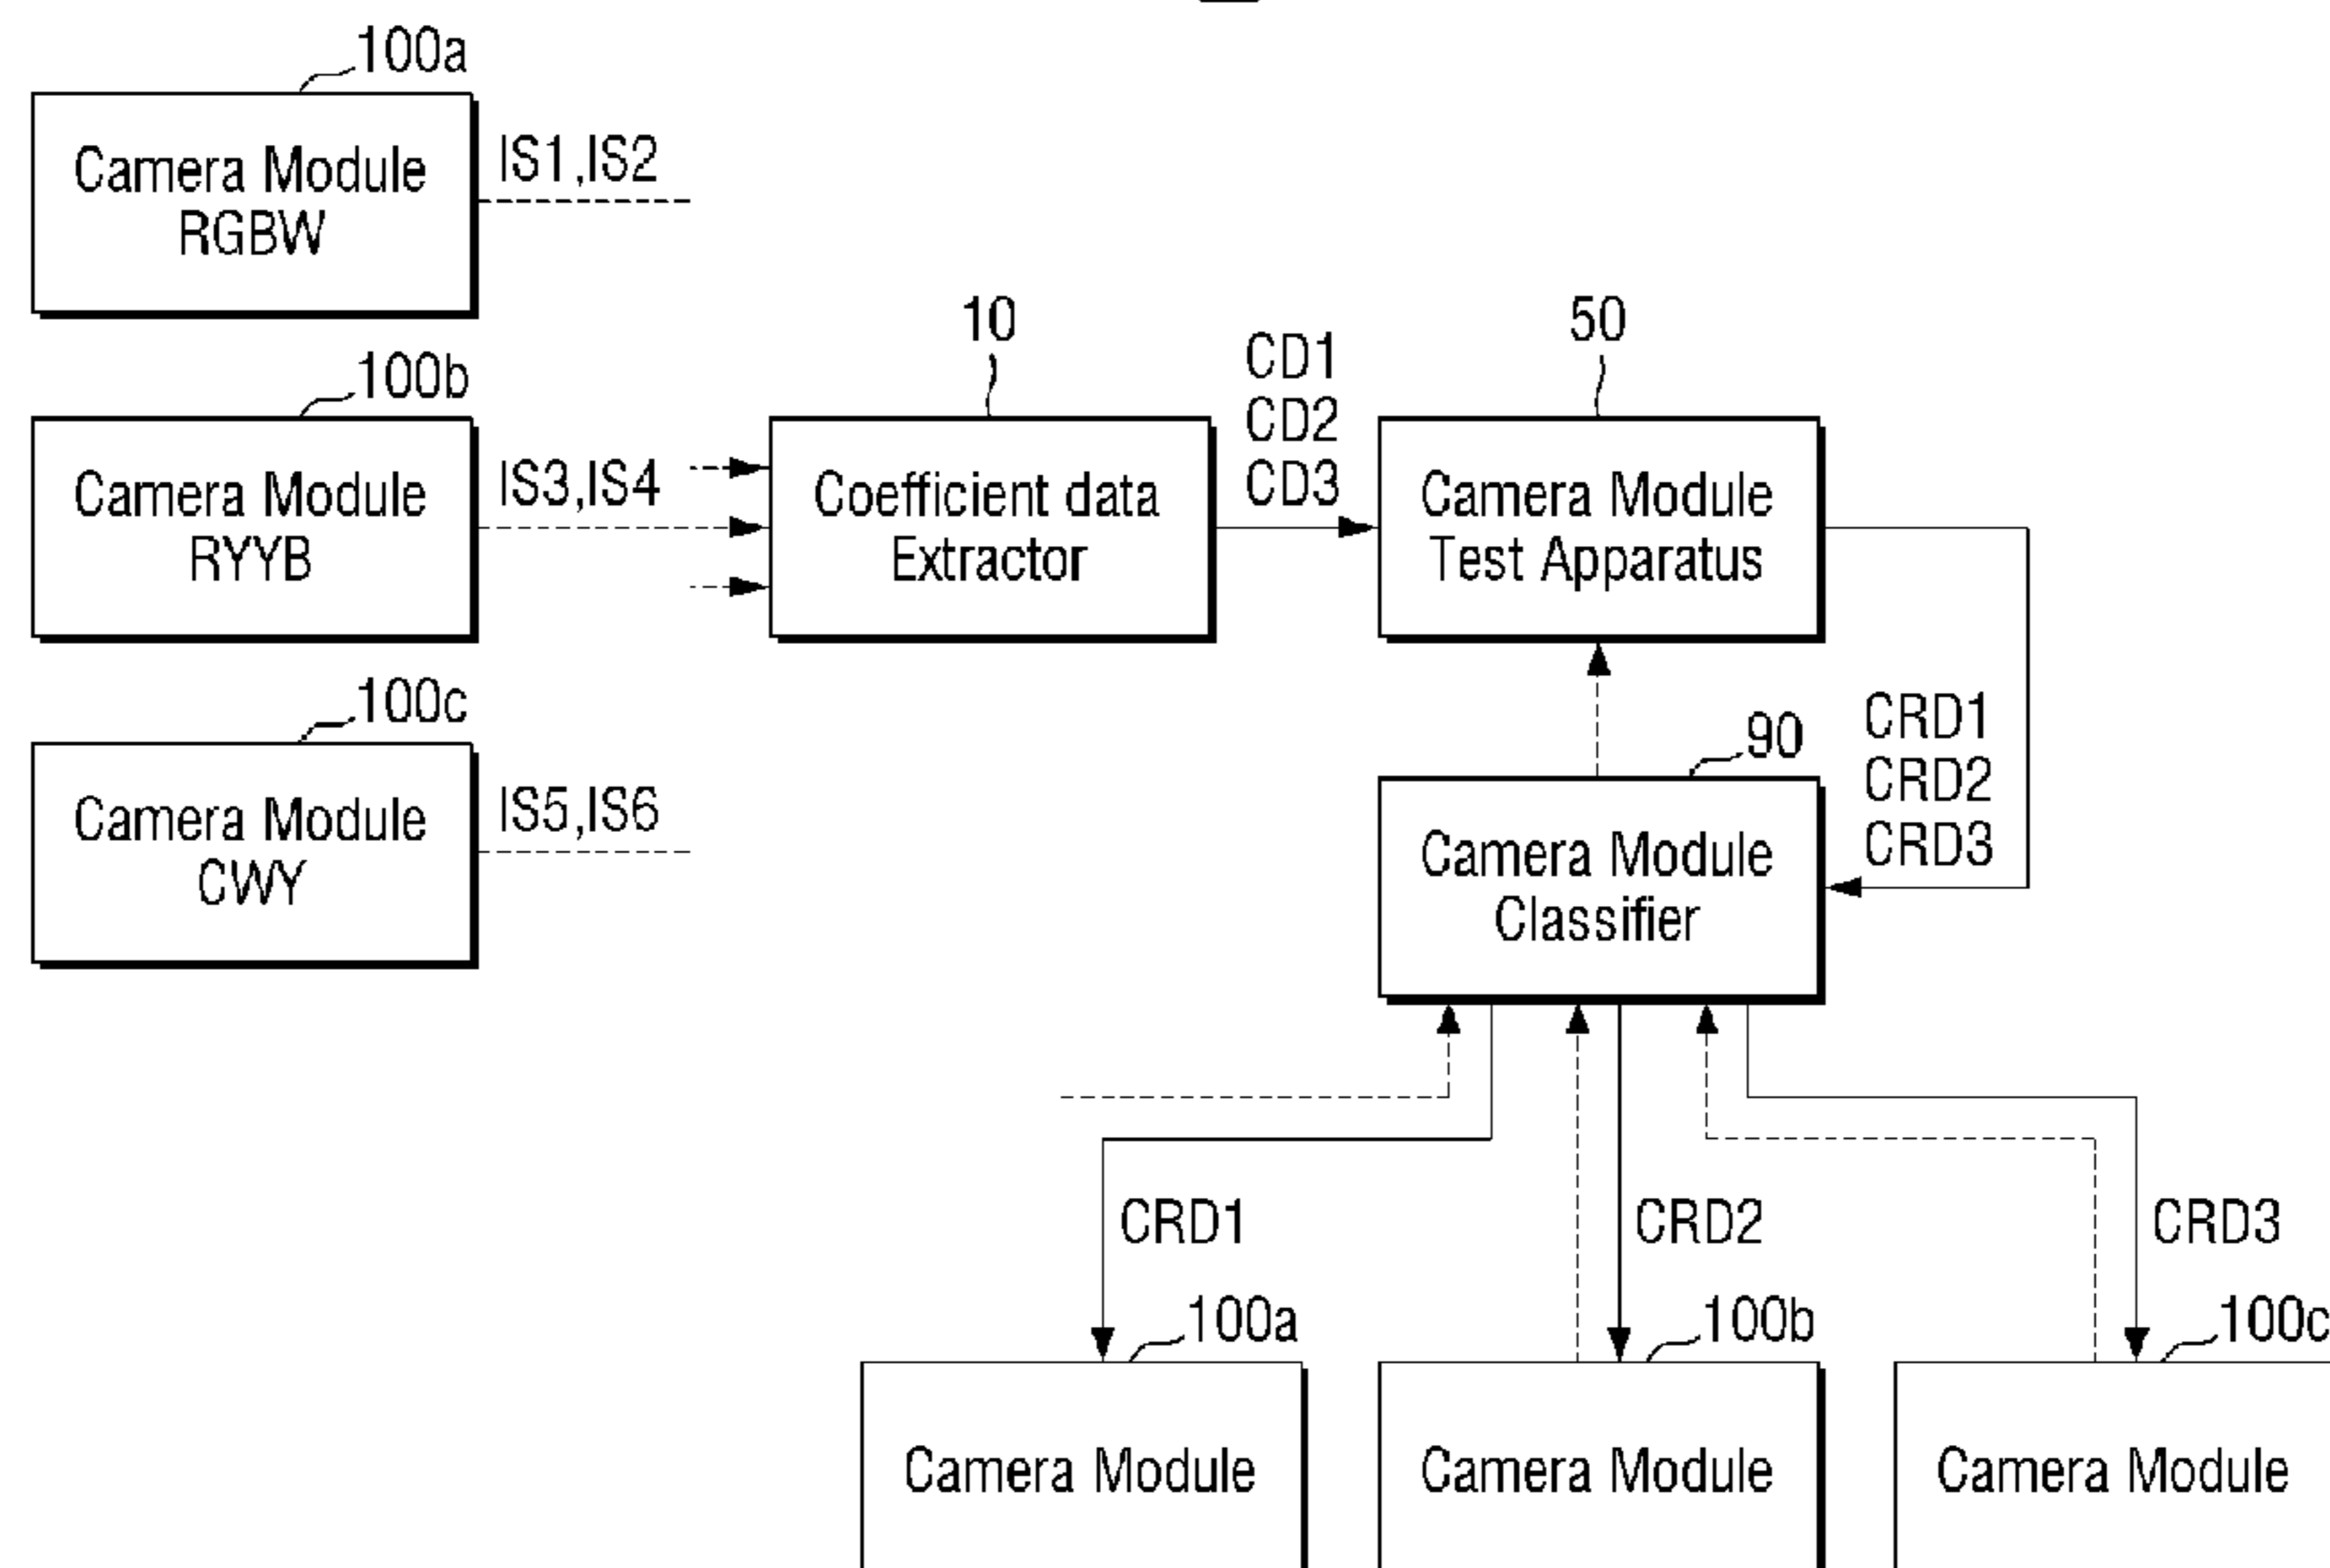 100a
Camera Module
RGBW
IS1,IS2
100b
Camera Module
RYYB
IS3,IS4
100c
Camera Module
CWY
IS5,IS6
10
Coefficient data
Extractor
CD1
CD2
CD3
50
Camera Module
Test Apparatus
90
Camera Module
Classifier
CRD1
CRD2
CRD3
CRD1
CRD2
CRD3
100a
100b
100c
Camera Module
Camera Module
Camera Module